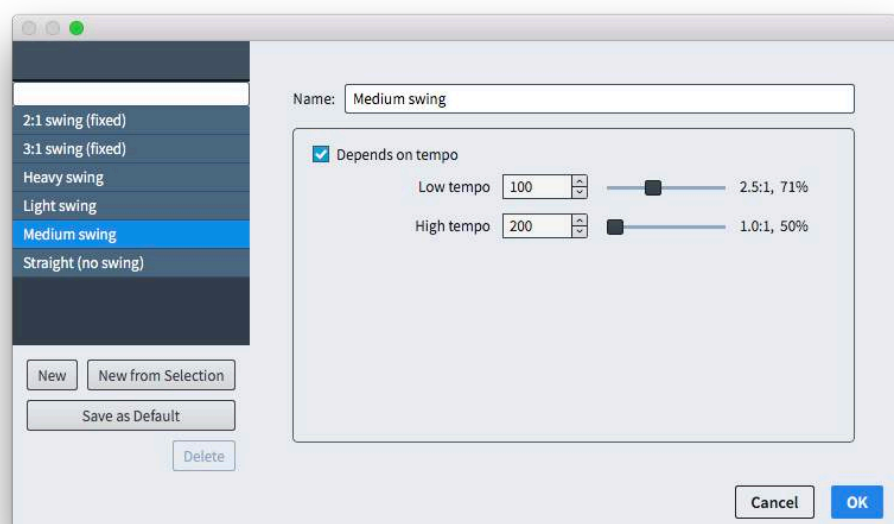 2:1 swing (fixed)
3:1 swing (fixed)
Heavy swing
Light swing
Medium swing
Straight (no swing)
New
New from Selection
Save as Default
Delete
Name: Medium swing
Depends on tempo
Low tempo 100 2.5:1, 71%
High tempo 200 1.0:1, 50%
Cancel OK